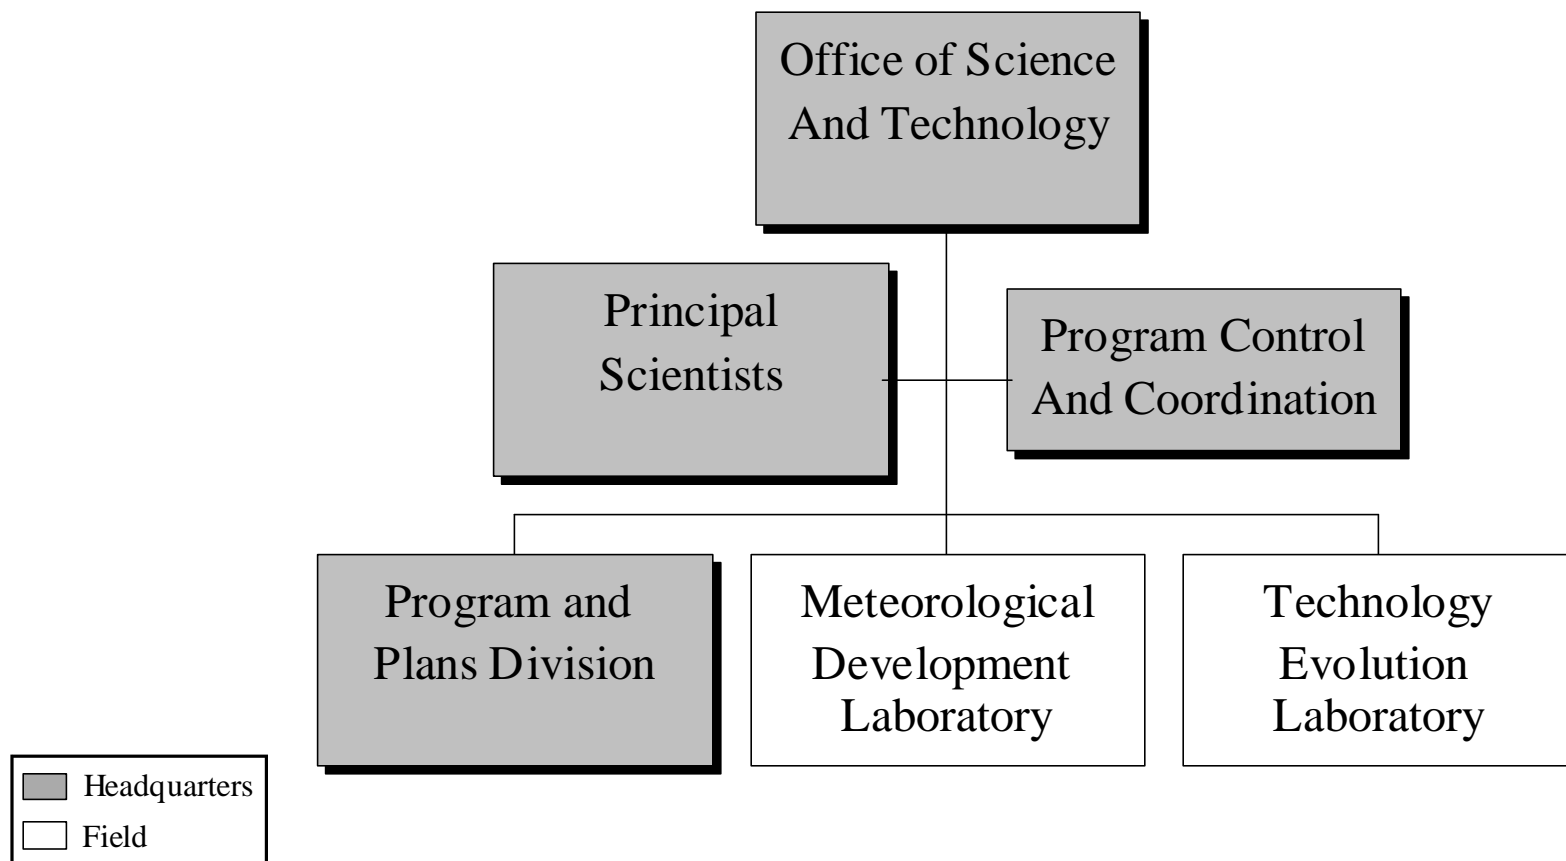 Office of Science
And Technology
Principal
Scientists
Program Control
And Coordination
Program and
Plans Division
Meteorological
Development
Laboratory
Technology
Evolution
Laboratory
Headquarters
Field